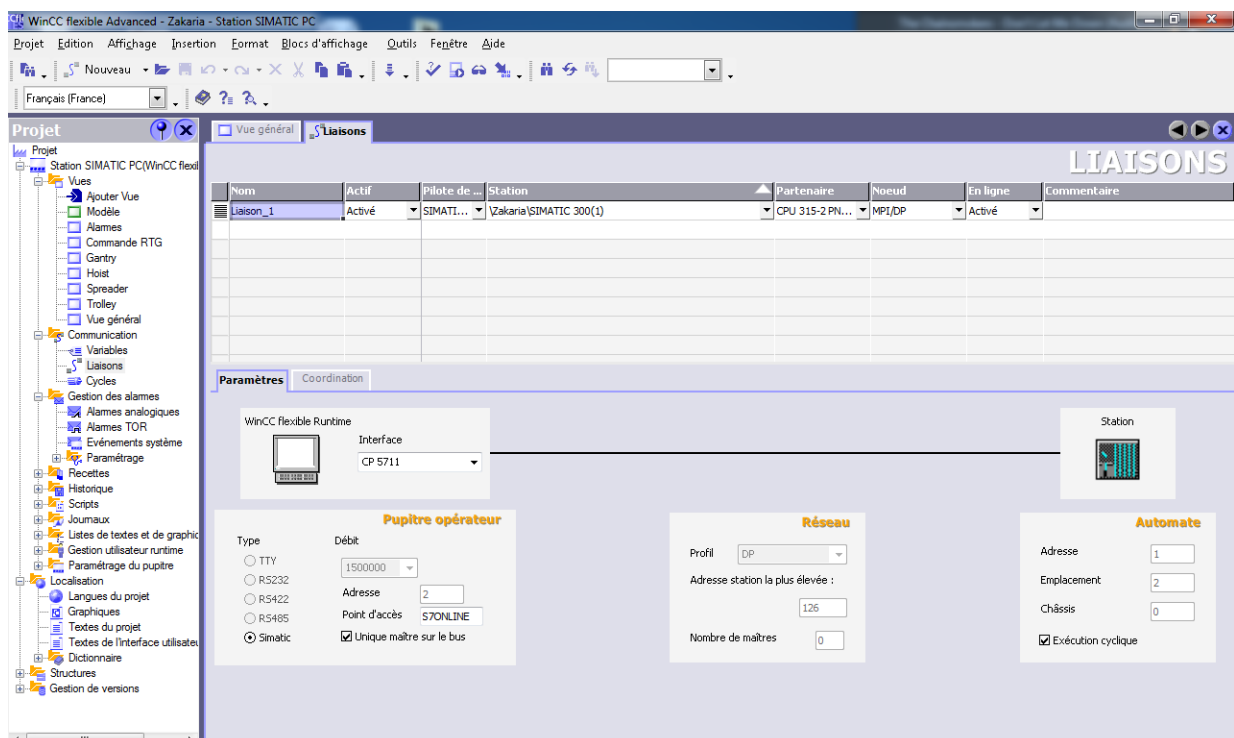 WinCC flexible Advanced - Zakaria - Station SIMATIC PC
Projet Edition Affichage Insertion Format Blocs d'affichage Outils Fenêtre Aide
Nouveau
Français (France)
Projet
Vue général
Liaisons
LIAISONS
Projet
Station SIMATIC PC(WinCC flexil
Vues
Ajouter Vue
Modèle
Alarmes
Commande RTG
Gantry
Hoist
Spreader
Trolley
Vue général
Communication
Variables
Liaisons
Cycles
Gestion des alarmes
Alarmes analogiques
Alarmes TOR
Evénements système
Paramétrage
Recettes
Historique
Scripts
Journaux
Listes de textes et de graphic
Gestion utilisateur runtime
Paramétrage du pupitre
Localisation
Langues du projet
Graphiques
Textes du projet
Textes de l'interface utilisateu
Dictionnaire
Structures
Gestion de versions
Nom Actif Pilote de ... Station Partenaire Noeud En ligne Commentaire
Liaison_1 Activé SIMATI... \Zakaria\SIMATIC 300(1) CPU 315-2 PN... MPI/DP Activé
Paramètres Coordination
WinCC flexible Runtime
Interface
CP 5711
Station
Pupitre opérateur
Type
TTY
RS232
RS422
RS485
Simatic
Débit
1500000
Adresse 2
Point d'accès S7ONLINE
Unique maître sur le bus
Réseau
Profil DP
Adresse station la plus élevée :
126
Nombre de maîtres 0
Automate
Adresse 1
Emplacement 2
Châssis 0
Exécution cyclique